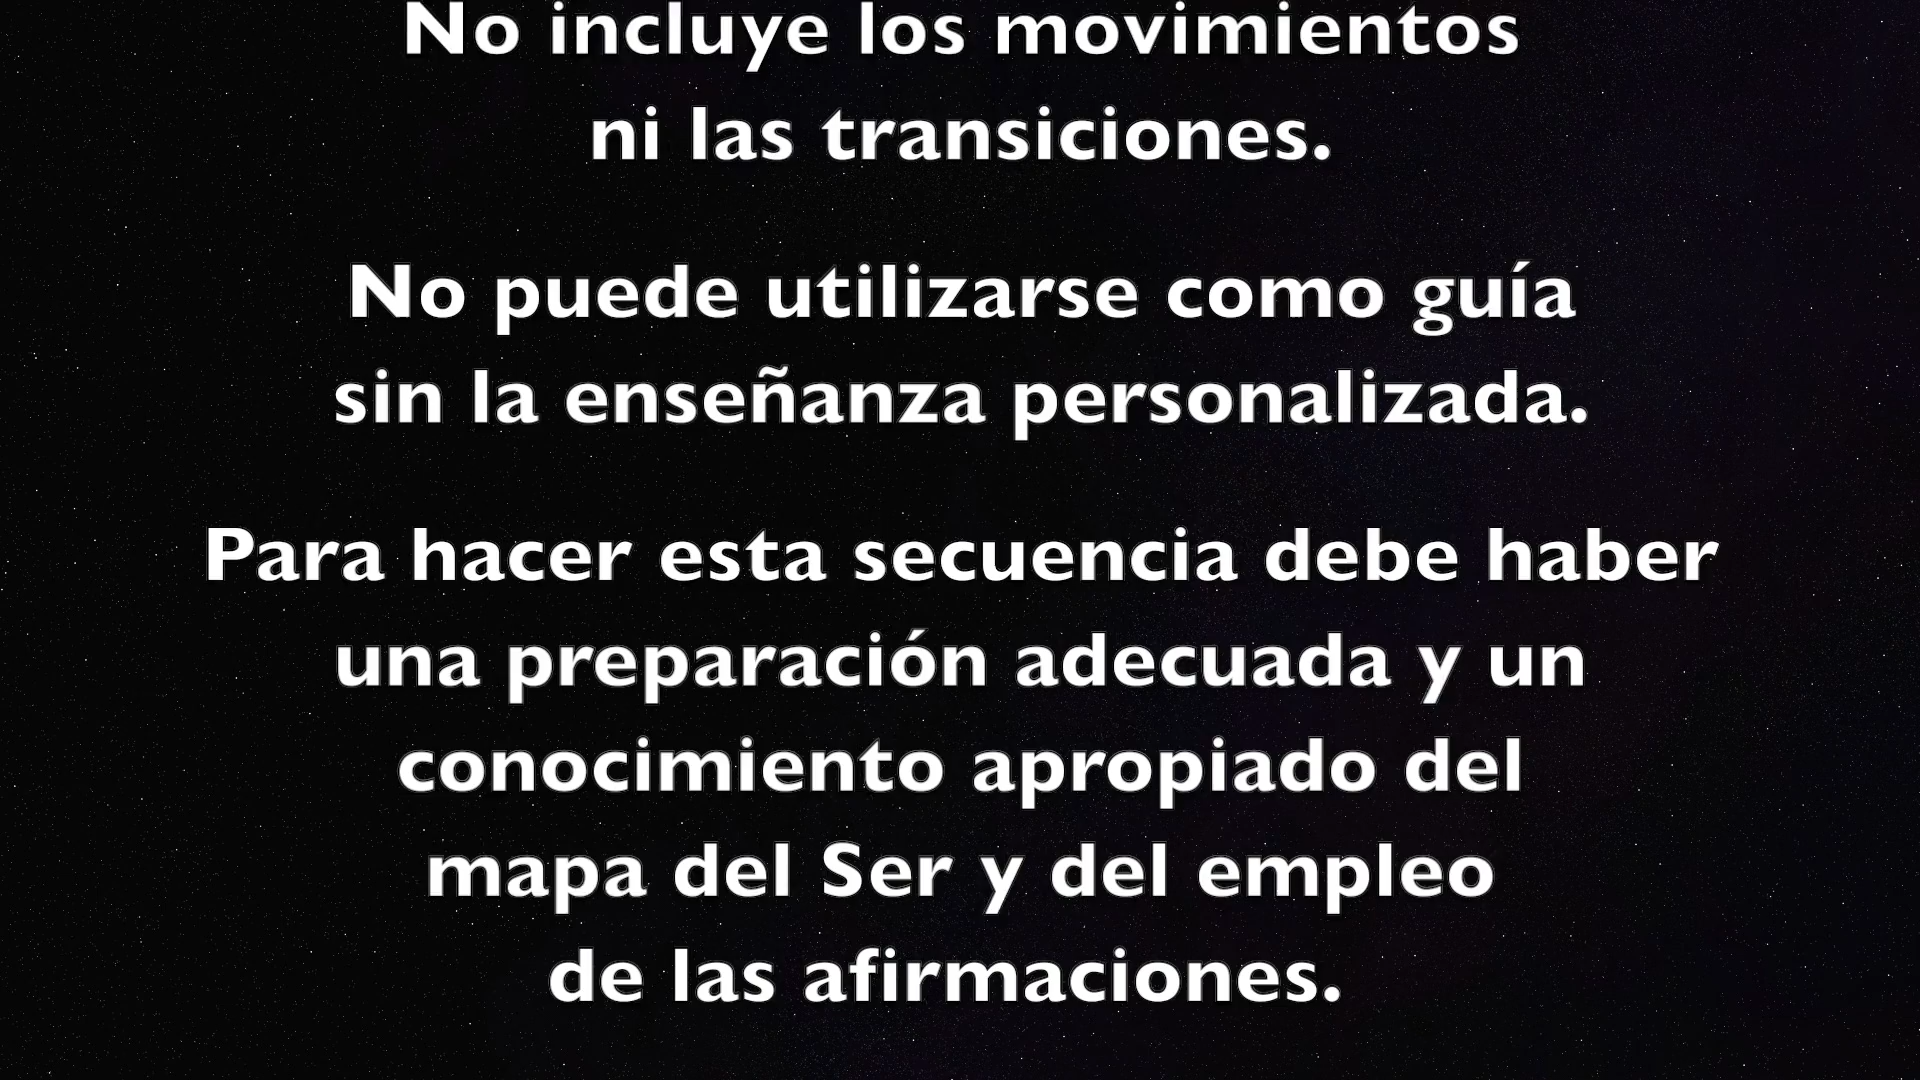 No incluye los movimientos
ni las transiciones.
No puede utilizarse como guía
sin la enseñanza personalizada.
Para hacer esta secuencia debe haber
una preparación adecuada y un
conocimiento apropiado del
mapa del Ser y del empleo
de las afirmaciones.